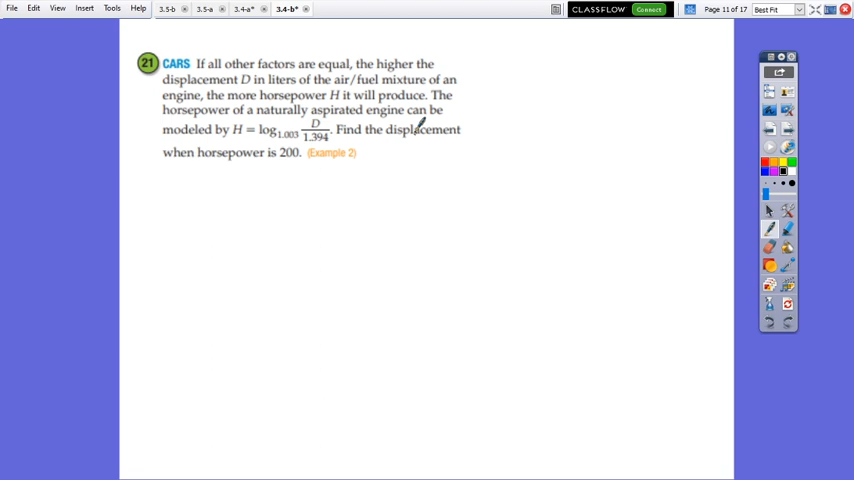 File Edit View Insert Tools Help 3.5-b 3.5-a 3.4-a* 3.4-b* CLASSFLOW Connect Page 11 of 17 Best Fit
21 CARS If all other factors are equal, the higher the
displacement D in liters of the air/fuel mixture of an
engine, the more horsepower H it will produce. The
horsepower of a naturally aspirated engine can be
modeled by H = log1.003 D/1.394. Find the displacement
when horsepower is 200. (Example 2)